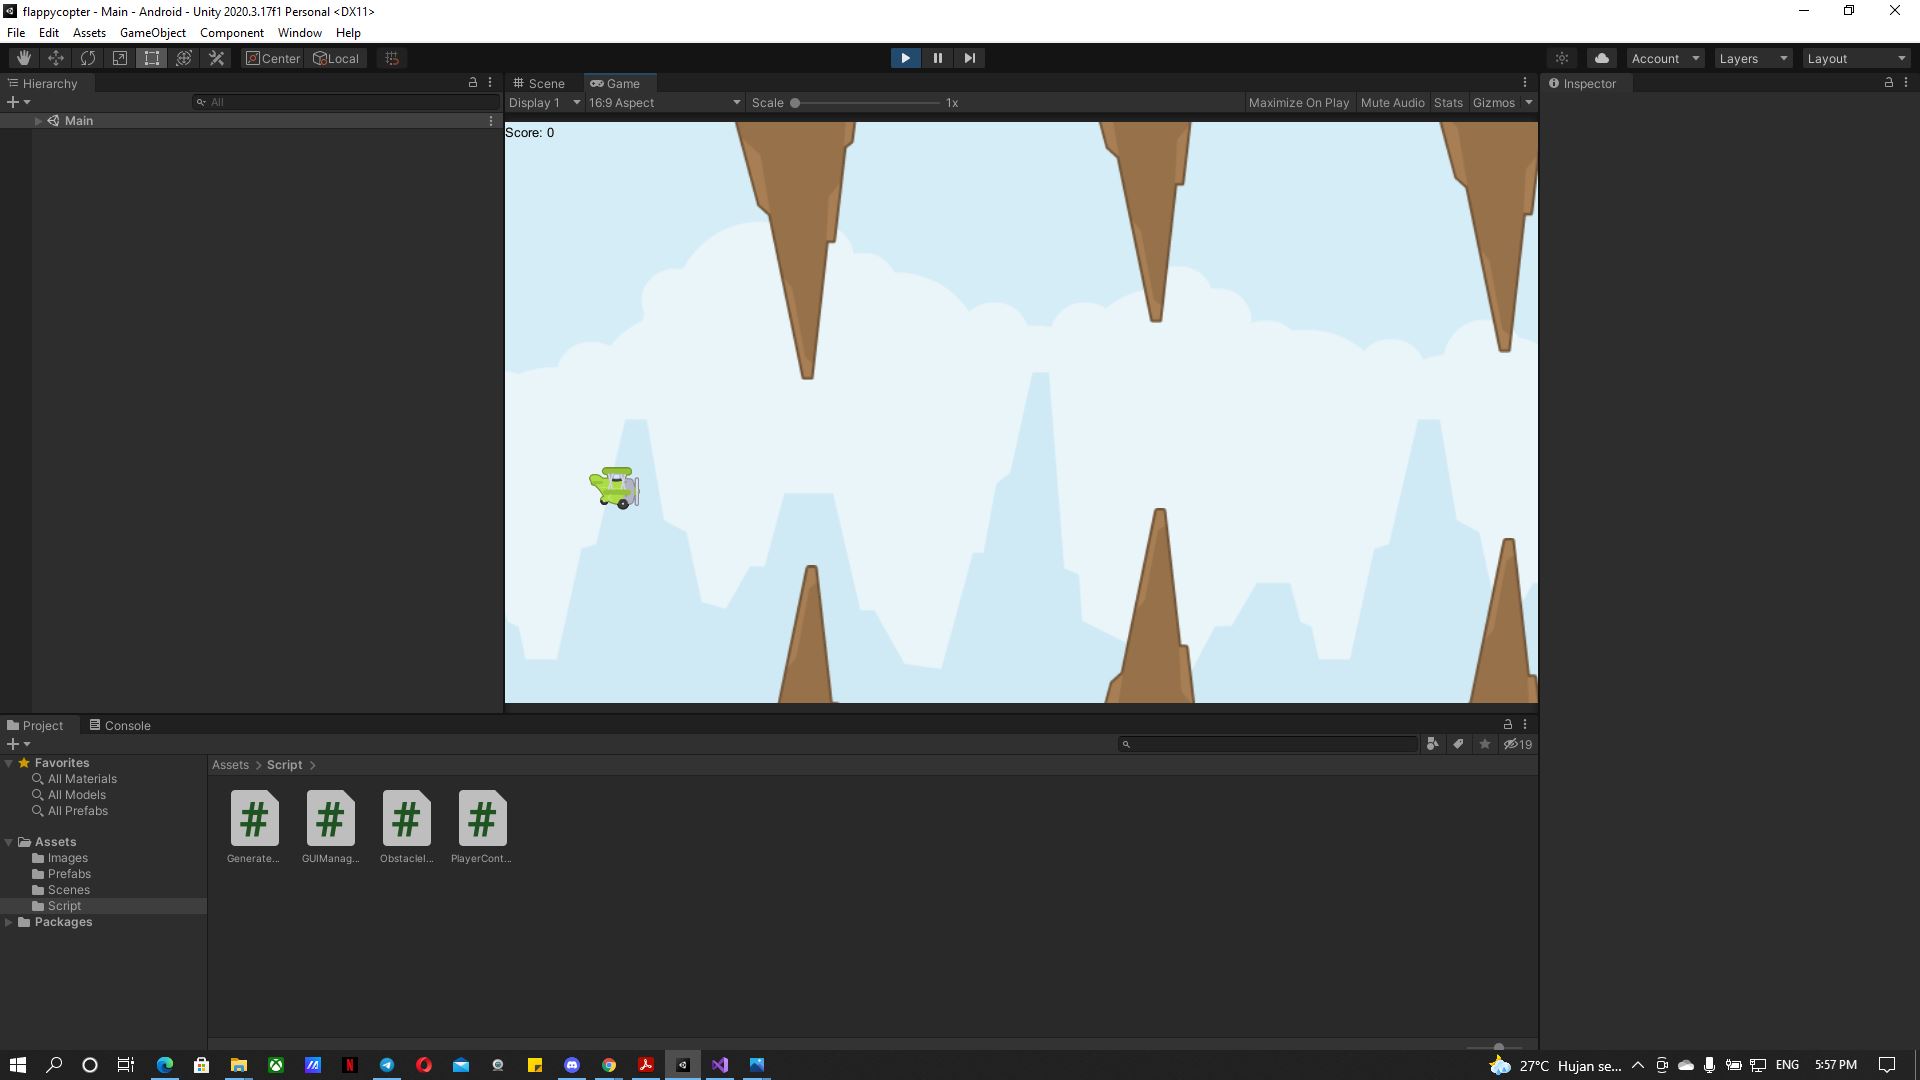 flappycopter - Main - Android - Unity 2020.3.17f1 Personal <DX11>
File Edit Assets GameObject Component Window Help
Center Local
Account Layers Layout
Hierarchy
All
Main
Scene Game
Display 1 16:9 Aspect Scale 1x Maximize On Play Mute Audio Stats Gizmos
Score: 0
Inspector
Project Console
19
Favorites
All Materials
All Models
All Prefabs
Assets
Images
Prefabs
Scenes
Script
Packages
Assets > Script >
Generate... GUIManag... ObstacleI... PlayerCont...
27°C Hujan se... ENG 5:57 PM